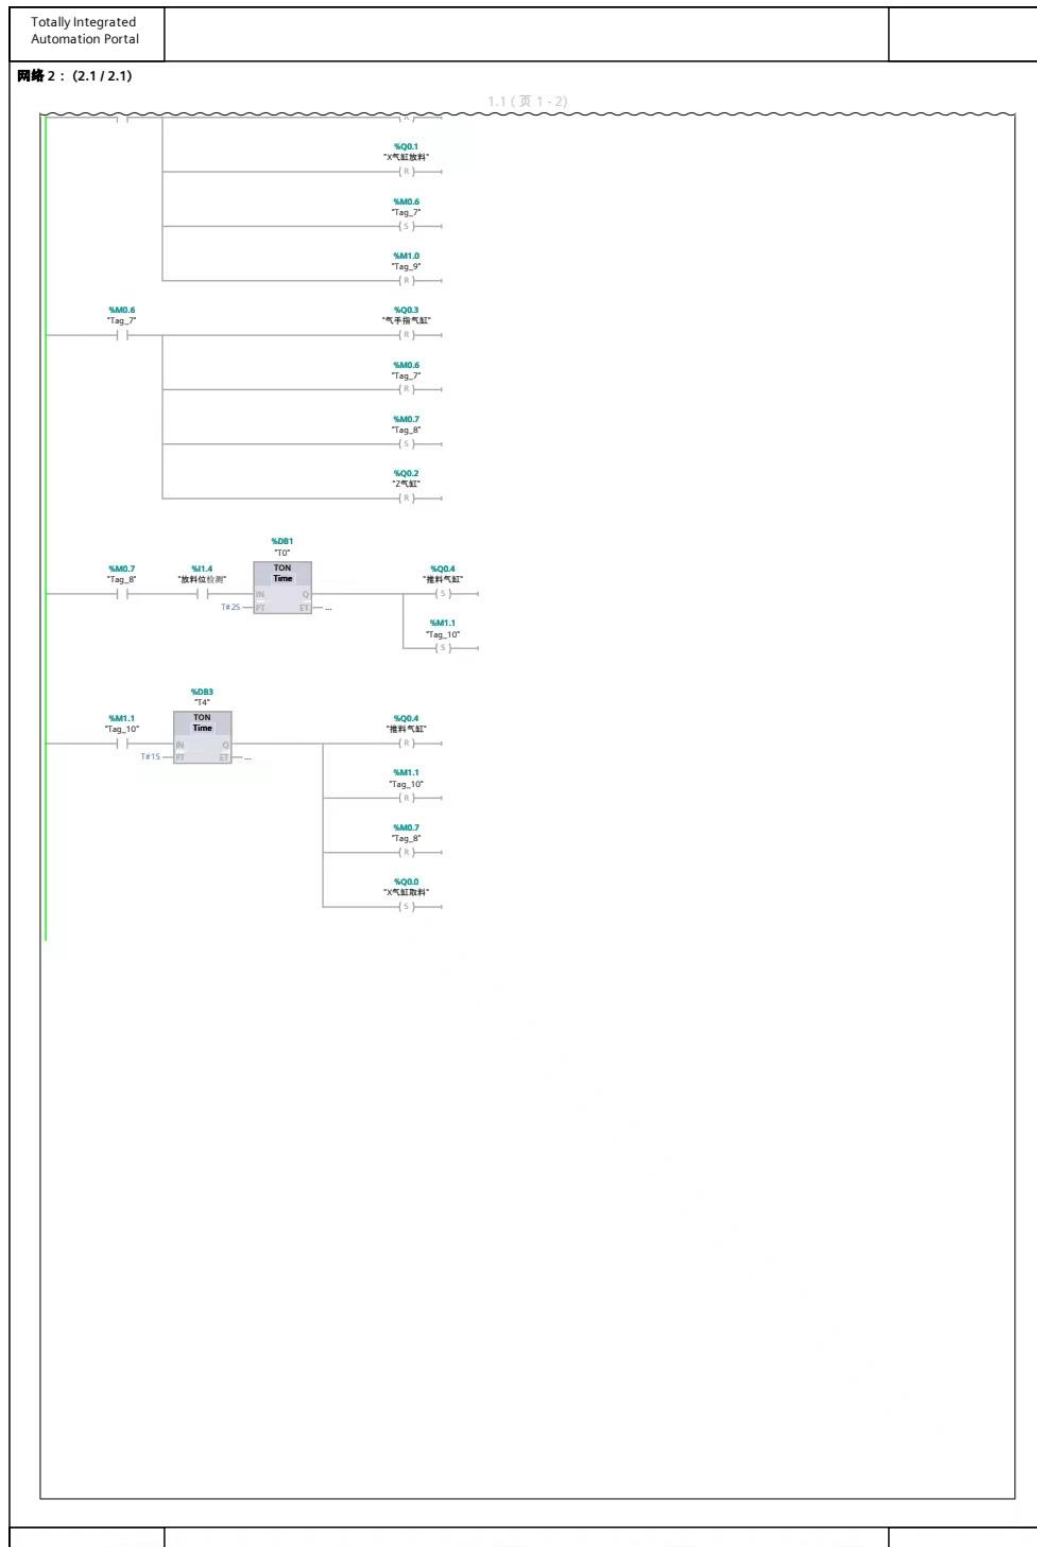 Totally Integrated
Automation Portal
网络 2 : (2.1 / 2.1)
1.1 ( 页 1 - 2)
%Q0.1
"X气缸放料"
( R )
%M0.6
"Tag_7"
( S )
%M1.0
"Tag_9"
( R )
%M0.6
"Tag_7"
%Q0.3
"气手指气缸"
( R )
%M0.6
"Tag_7"
( R )
%M0.7
"Tag_8"
( S )
%Q0.2
"Z气缸"
( R )
%DB1
"T0"
%M0.7
"Tag_8"
%I1.4
"放料位检测"
TON
Time
IN
Q
T#2S
PT
ET
...
%Q0.4
"推料气缸"
( S )
%M1.1
"Tag_10"
( S )
%DB3
"T4"
%M1.1
"Tag_10"
TON
Time
IN
Q
T#1S
PT
ET
...
%Q0.4
"推料气缸"
( R )
%M1.1
"Tag_10"
( R )
%M0.7
"Tag_8"
( R )
%Q0.0
"X气缸取料"
( S )